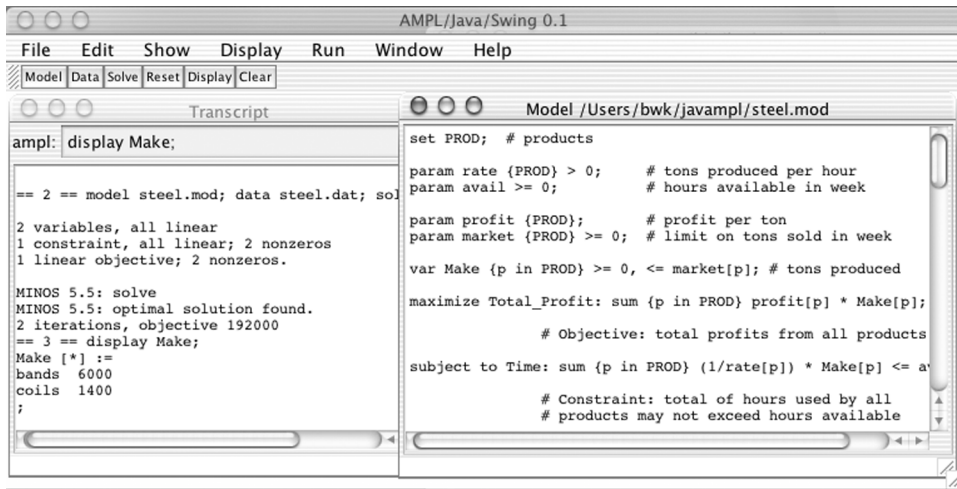 AMPL/Java/Swing 0.1
File Edit Show Display Run Window Help
Model Data Solve Reset Display Clear
Transcript
ampl: display Make;
== 2 == model steel.mod; data steel.dat; sol
2 variables, all linear
1 constraint, all linear; 2 nonzeros
1 linear objective; 2 nonzeros.
MINOS 5.5: solve
MINOS 5.5: optimal solution found.
2 iterations, objective 192000
== 3 == display Make;
Make [*] :=
bands 6000
coils 1400
;
Model /Users/bwk/javampl/steel.mod
set PROD; # products
param rate {PROD} > 0; # tons produced per hour
param avail >= 0; # hours available in week
param profit {PROD}; # profit per ton
param market {PROD} >= 0; # limit on tons sold in week
var Make {p in PROD} >= 0, <= market[p]; # tons produced
maximize Total_Profit: sum {p in PROD} profit[p] * Make[p];
# Objective: total profits from all products
subject to Time: sum {p in PROD} (1/rate[p]) * Make[p] <= av
# Constraint: total of hours used by all
# products may not exceed hours available